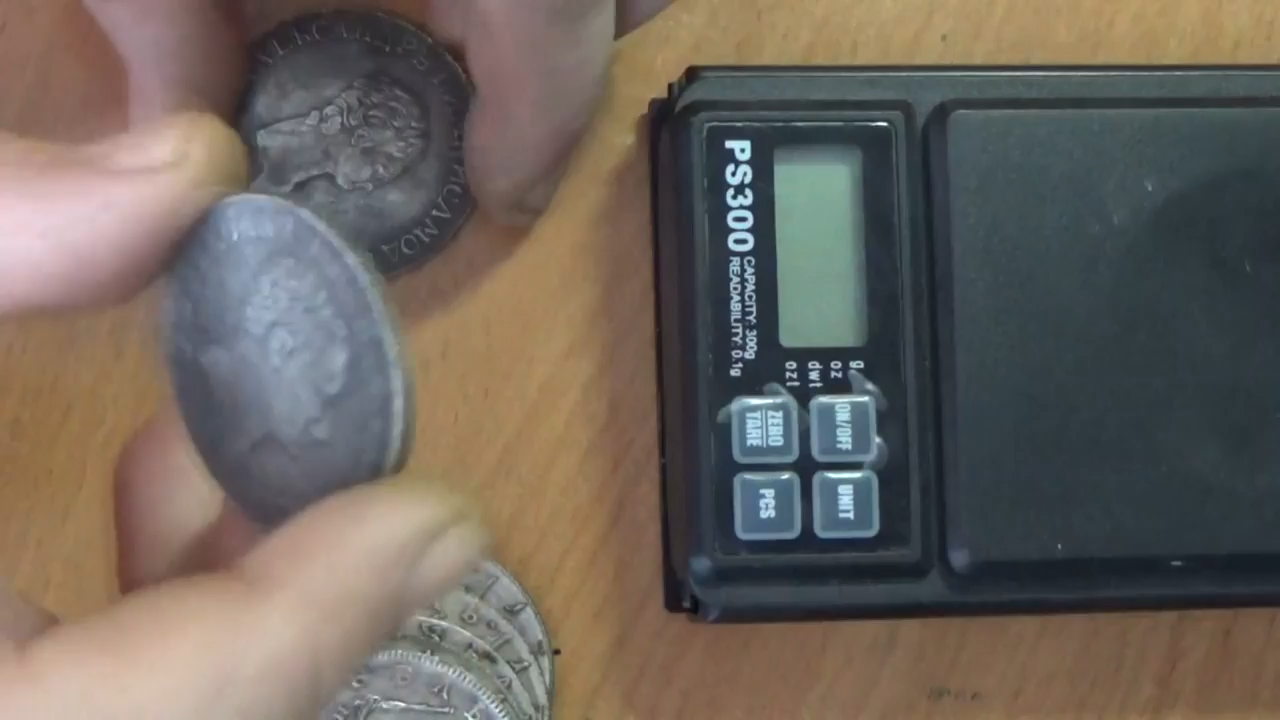 PS300
CAPACITY: 300g
READABILITY: 0.1g
g
oz
dwt
ozt
ON/OFF
ZERO
TARE
UNIT
PCS